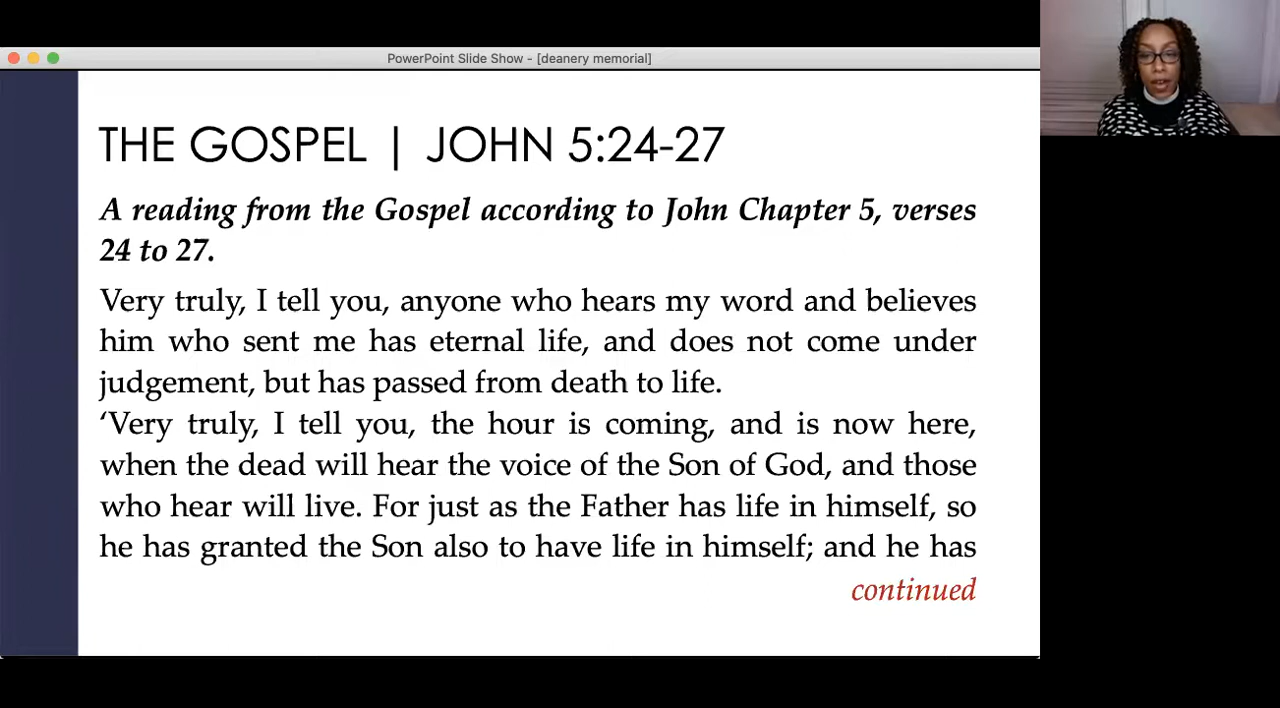 PowerPoint Slide Show - [deanery memorial]
THE GOSPEL | JOHN 5:24-27
A reading from the Gospel according to John Chapter 5, verses
24 to 27.
Very truly, I tell you, anyone who hears my word and believes
him who sent me has eternal life, and does not come under
judgement, but has passed from death to life.
‘Very truly, I tell you, the hour is coming, and is now here,
when the dead will hear the voice of the Son of God, and those
who hear will live. For just as the Father has life in himself, so
he has granted the Son also to have life in himself; and he has
continued